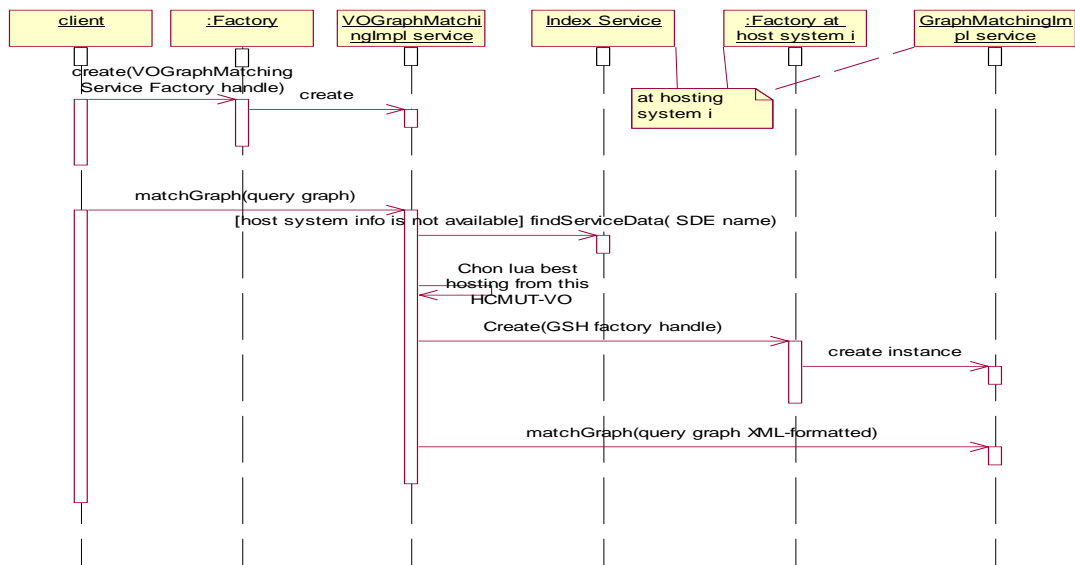 client
:Factory
VOGraphMatchi
ngImpl service
Index Service
:Factory at
host system i
GraphMatchingIm
pl service
create(VOGraphMatching
Service Factory handle)
create
at hosting
system i
matchGraph(query graph)
[host system info is not available] findServiceData( SDE name)
Chon lua best
hosting from this
HCMUT-VO
Create(GSH factory handle)
create instance
matchGraph(query graph XML-formatted)